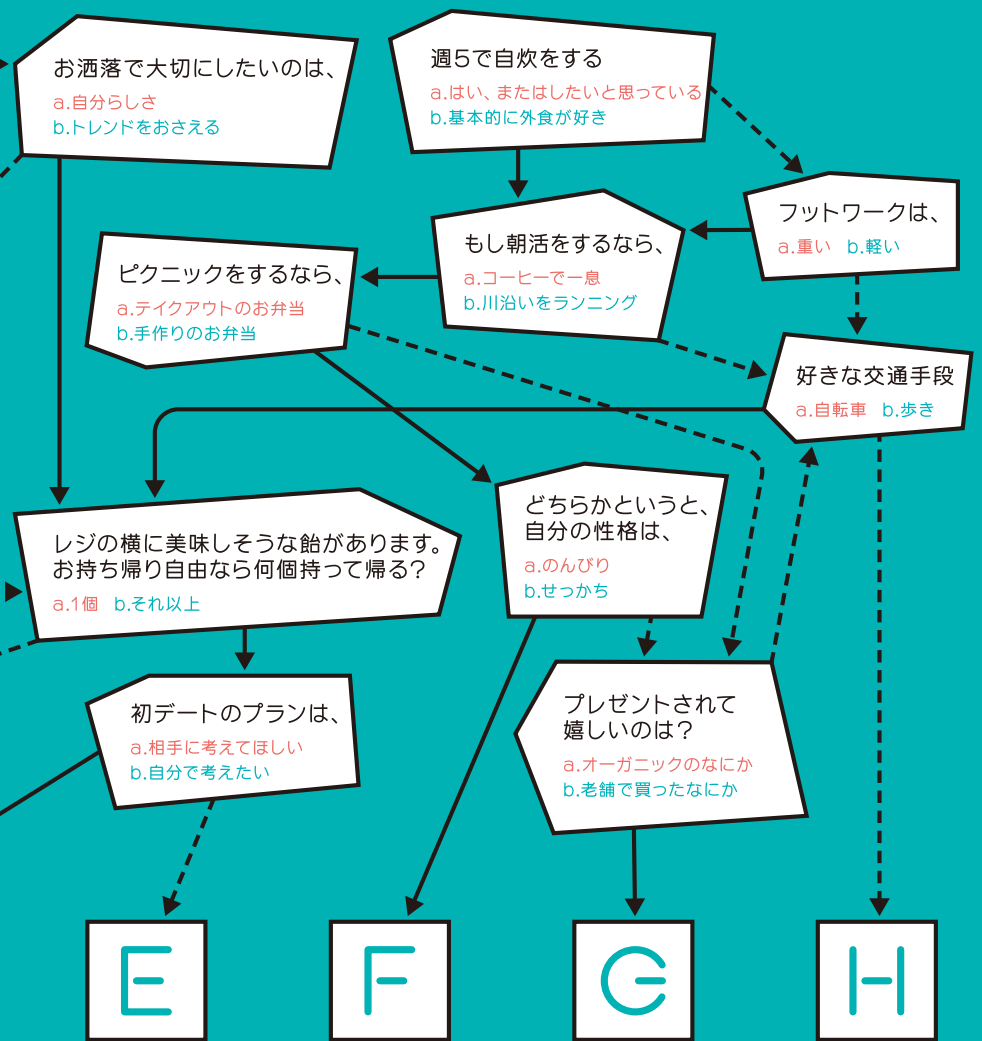 お洒落で大切にしたいのは、
a.自分らしさ
b.トレンドをおさえる
週5で自炊をする
a.はい、またはしたいと思っている
b.基本的に外食が好き
フットワークは、
a.重い b.軽い
もし朝活をするなら、
a.コーヒーで一息
b.川沿いをランニング
ピクニックをするなら、
a.テイクアウトのお弁当
b.手作りのお弁当
好きな交通手段
a.自転車 b.歩き
どちらかというと、
自分の性格は、
a.のんびり
b.せっかち
レジの横に美味しそうな飴があります。
お持ち帰り自由なら何個持って帰る?
a.1個 b.それ以上
プレゼントされて
嬉しいのは?
a.オーガニックのなにか
b.老舗で買ったなにか
初デートのプランは、
a.相手に考えてほしい
b.自分で考えたい
E
F
G
H